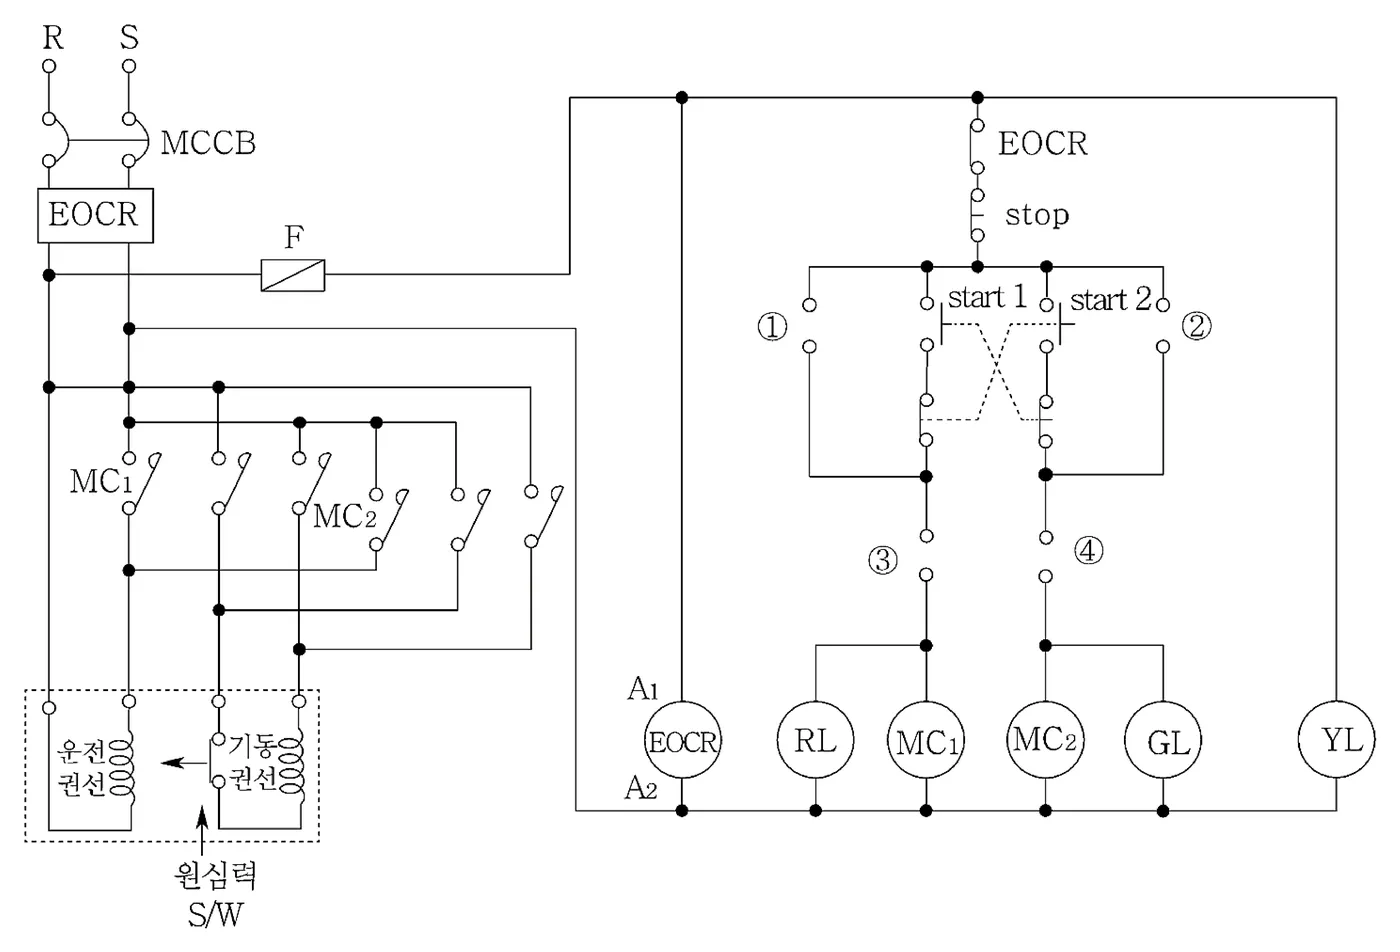 R
S
MCCB
EOCR
F
EOCR
stop
start 1
start 2
①
②
MC₁
MC₂
③
④
A₁
EOCR
A₂
RL
MC₁
MC₂
GL
YL
운전
권선
기동
권선
원심력
S/W